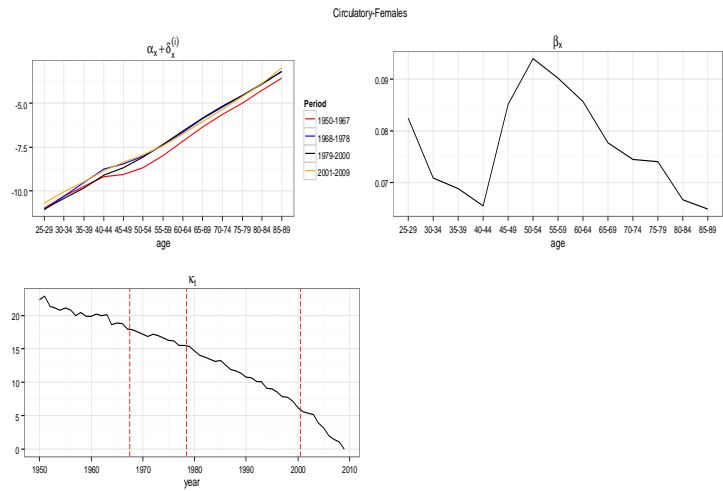 Circulatory-Females
αₓ+δₓ⁽ⁱ⁾
-5.0
-7.5
-10.0
25-29 30-34 35-39 40-44 45-49 50-54 55-59 60-64 65-69 70-74 75-79 80-84 85-89
age
Period
1950-1967
1968-1978
1979-2000
2001-2009
βₓ
0.09
0.08
0.07
25-29 30-34 35-39 40-44 45-49 50-54 55-59 60-64 65-69 70-74 75-79 80-84 85-89
age
κₜ
20
15
10
5
0
1950 1960 1970 1980 1990 2000 2010
year